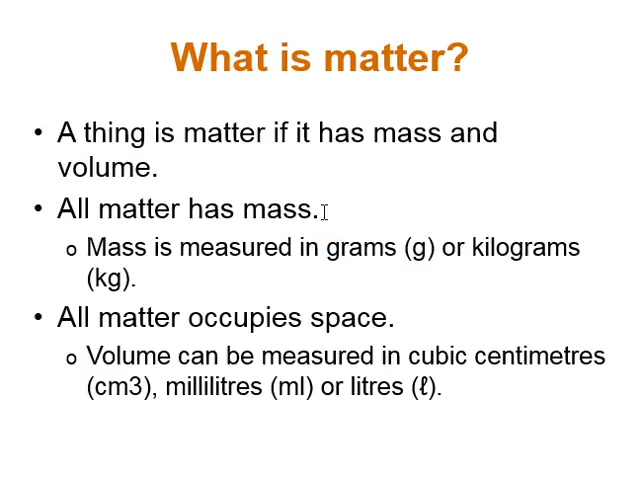 What is matter?
• A thing is matter if it has mass and
volume.
• All matter has mass.
o Mass is measured in grams (g) or kilograms
(kg).
• All matter occupies space.
o Volume can be measured in cubic centimetres
(cm3), millilitres (ml) or litres (ℓ).